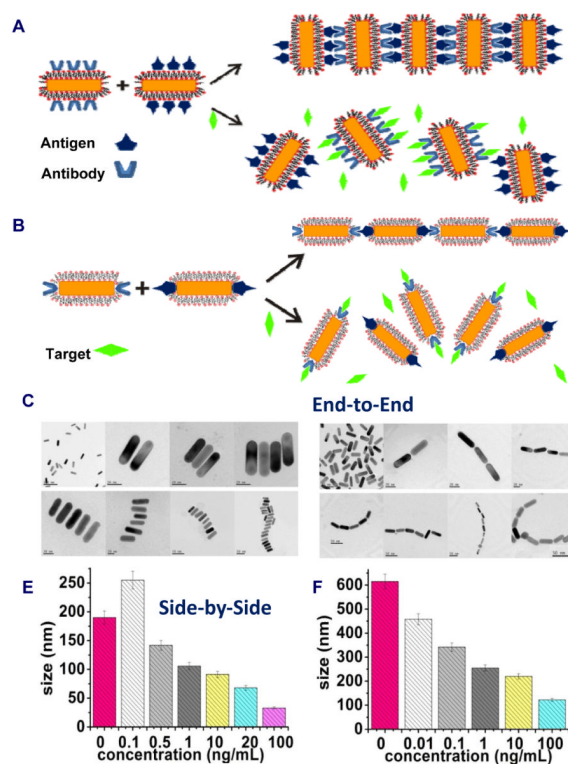 A
+
Antigen
Antibody
B
+
Target
C
End-to-End
E
Side-by-Side
size (nm)
250
200
150
100
50
0
0 0.1 0.5 1 10 20 100
concentration (ng/mL)
F
size (nm)
600
500
400
300
200
100
0
0 0.01 0.1 1 10 100
concentration (ng/mL)